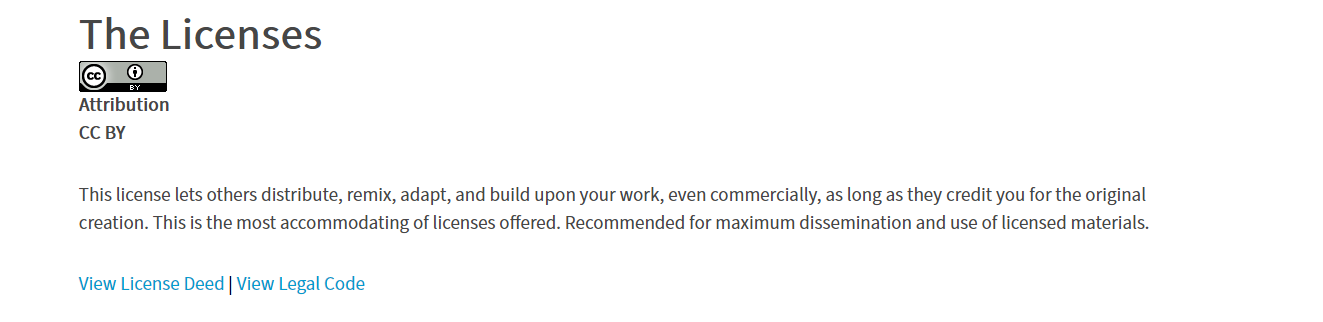 The Licenses
cc
BY
Attribution
CC BY
This license lets others distribute, remix, adapt, and build upon your work, even commercially, as long as they credit you for the original
creation. This is the most accommodating of licenses offered. Recommended for maximum dissemination and use of licensed materials.
View License Deed | View Legal Code